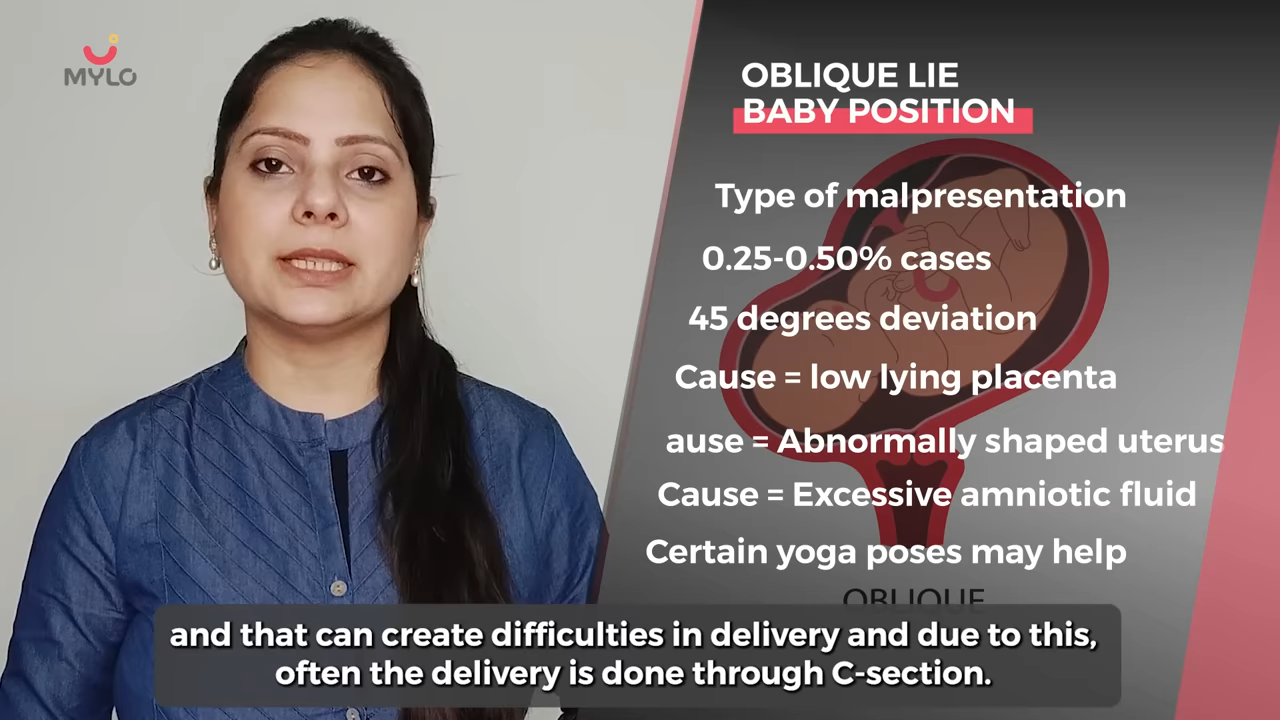 MYLO
OBLIQUE LIE
BABY POSITION
Type of malpresentation
0.25-0.50% cases
45 degrees deviation
Cause = low lying placenta
ause = Abnormally shaped uterus
Cause = Excessive amniotic fluid
Certain yoga poses may help
OBLIQUE
and that can create difficulties in delivery and due to this,
often the delivery is done through C-section.